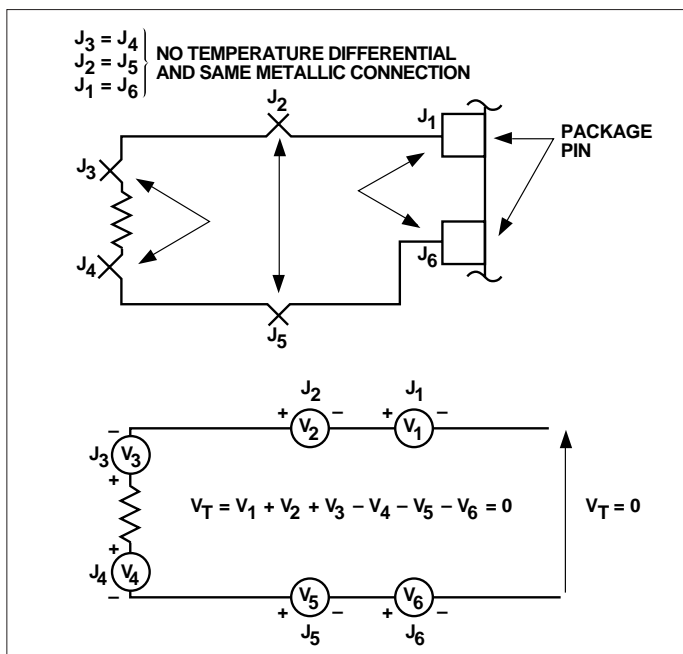 J3 = J4
J2 = J5
J1 = J6
NO TEMPERATURE DIFFERENTIAL
AND SAME METALLIC CONNECTION
J2
J1
PACKAGE
PIN
J3
J4
J6
J5
J2
J1
– + – + –
V2 V1
J3 V3
+
VT = V1 + V2 + V3 – V4 – V5 – V6 = 0
VT = 0
+
J4 V4
– + – + –
V5 V6
J5 J6